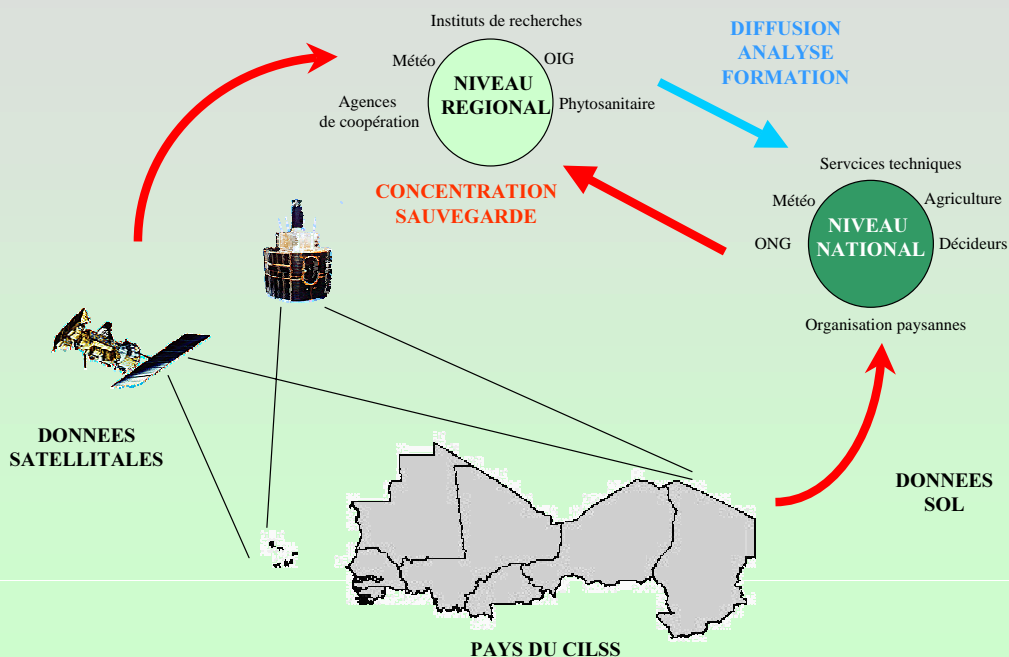 Instituts de recherches
Météo
OIG
NIVEAU
REGIONAL
Agences
de coopération
Phytosanitaire
DIFFUSION
ANALYSE
FORMATION
CONCENTRATION
SAUVEGARDE
Servcices techniques
Météo
Agriculture
NIVEAU
NATIONAL
ONG
Décideurs
Organisation paysannes
DONNEES
SATELLITALES
DONNEES
SOL
PAYS DU CILSS